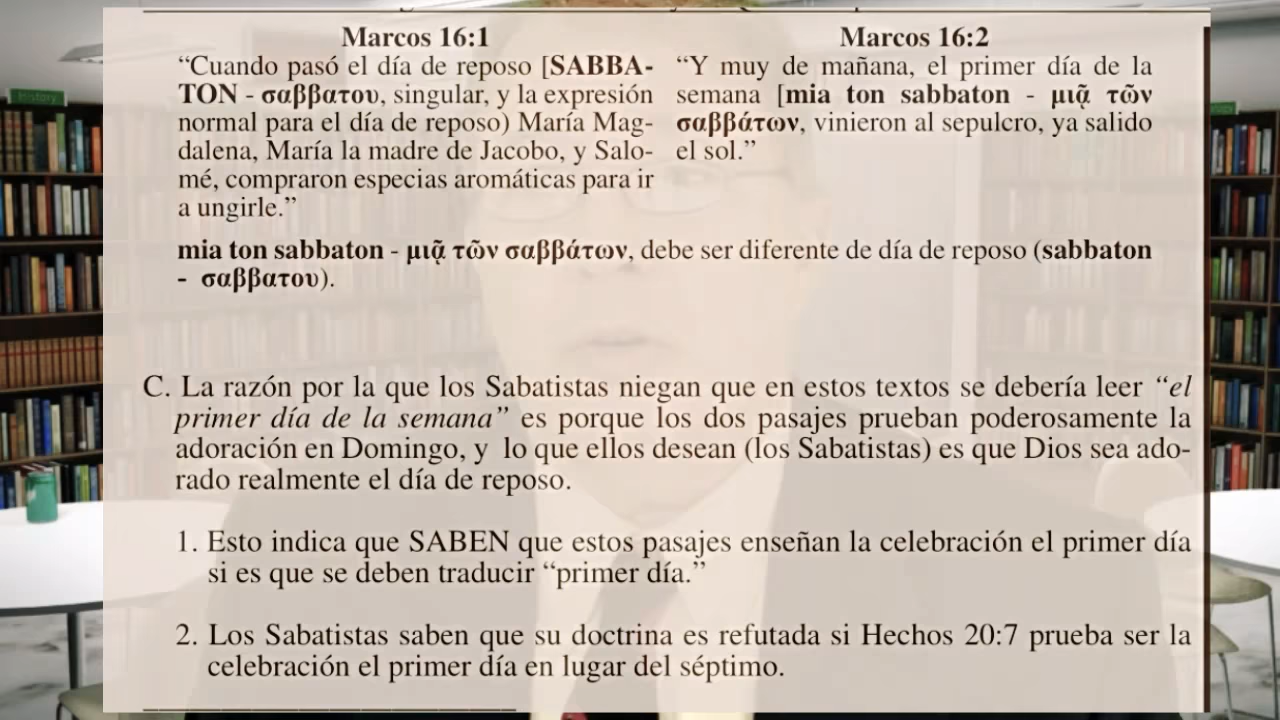 Marcos 16:1
“Cuando pasó el día de reposo [SABBA-
TON - σαββατου, singular, y la expresión
normal para el día de reposo) María Mag-
dalena, María la madre de Jacobo, y Salo-
mé, compraron especias aromáticas para ir
a ungirle.”
Marcos 16:2
“Y muy de mañana, el primer día de la
semana [mia ton sabbaton - μιᾷ τῶν
σαββάτων, vinieron al sepulcro, ya salido
el sol.”
mia ton sabbaton - μιᾷ τῶν σαββάτων, debe ser diferente de día de reposo (sabbaton
- σαββατου).
C. La razón por la que los Sabatistas niegan que en estos textos se debería leer “el
primer día de la semana” es porque los dos pasajes prueban poderosamente la
adoración en Domingo, y lo que ellos desean (los Sabatistas) es que Dios sea ado-
rado realmente el día de reposo.
1. Esto indica que SABEN que estos pasajes enseñan la celebración el primer día
si es que se deben traducir “primer día.”
2. Los Sabatistas saben que su doctrina es refutada si Hechos 20:7 prueba ser la
celebración el primer día en lugar del séptimo.
History